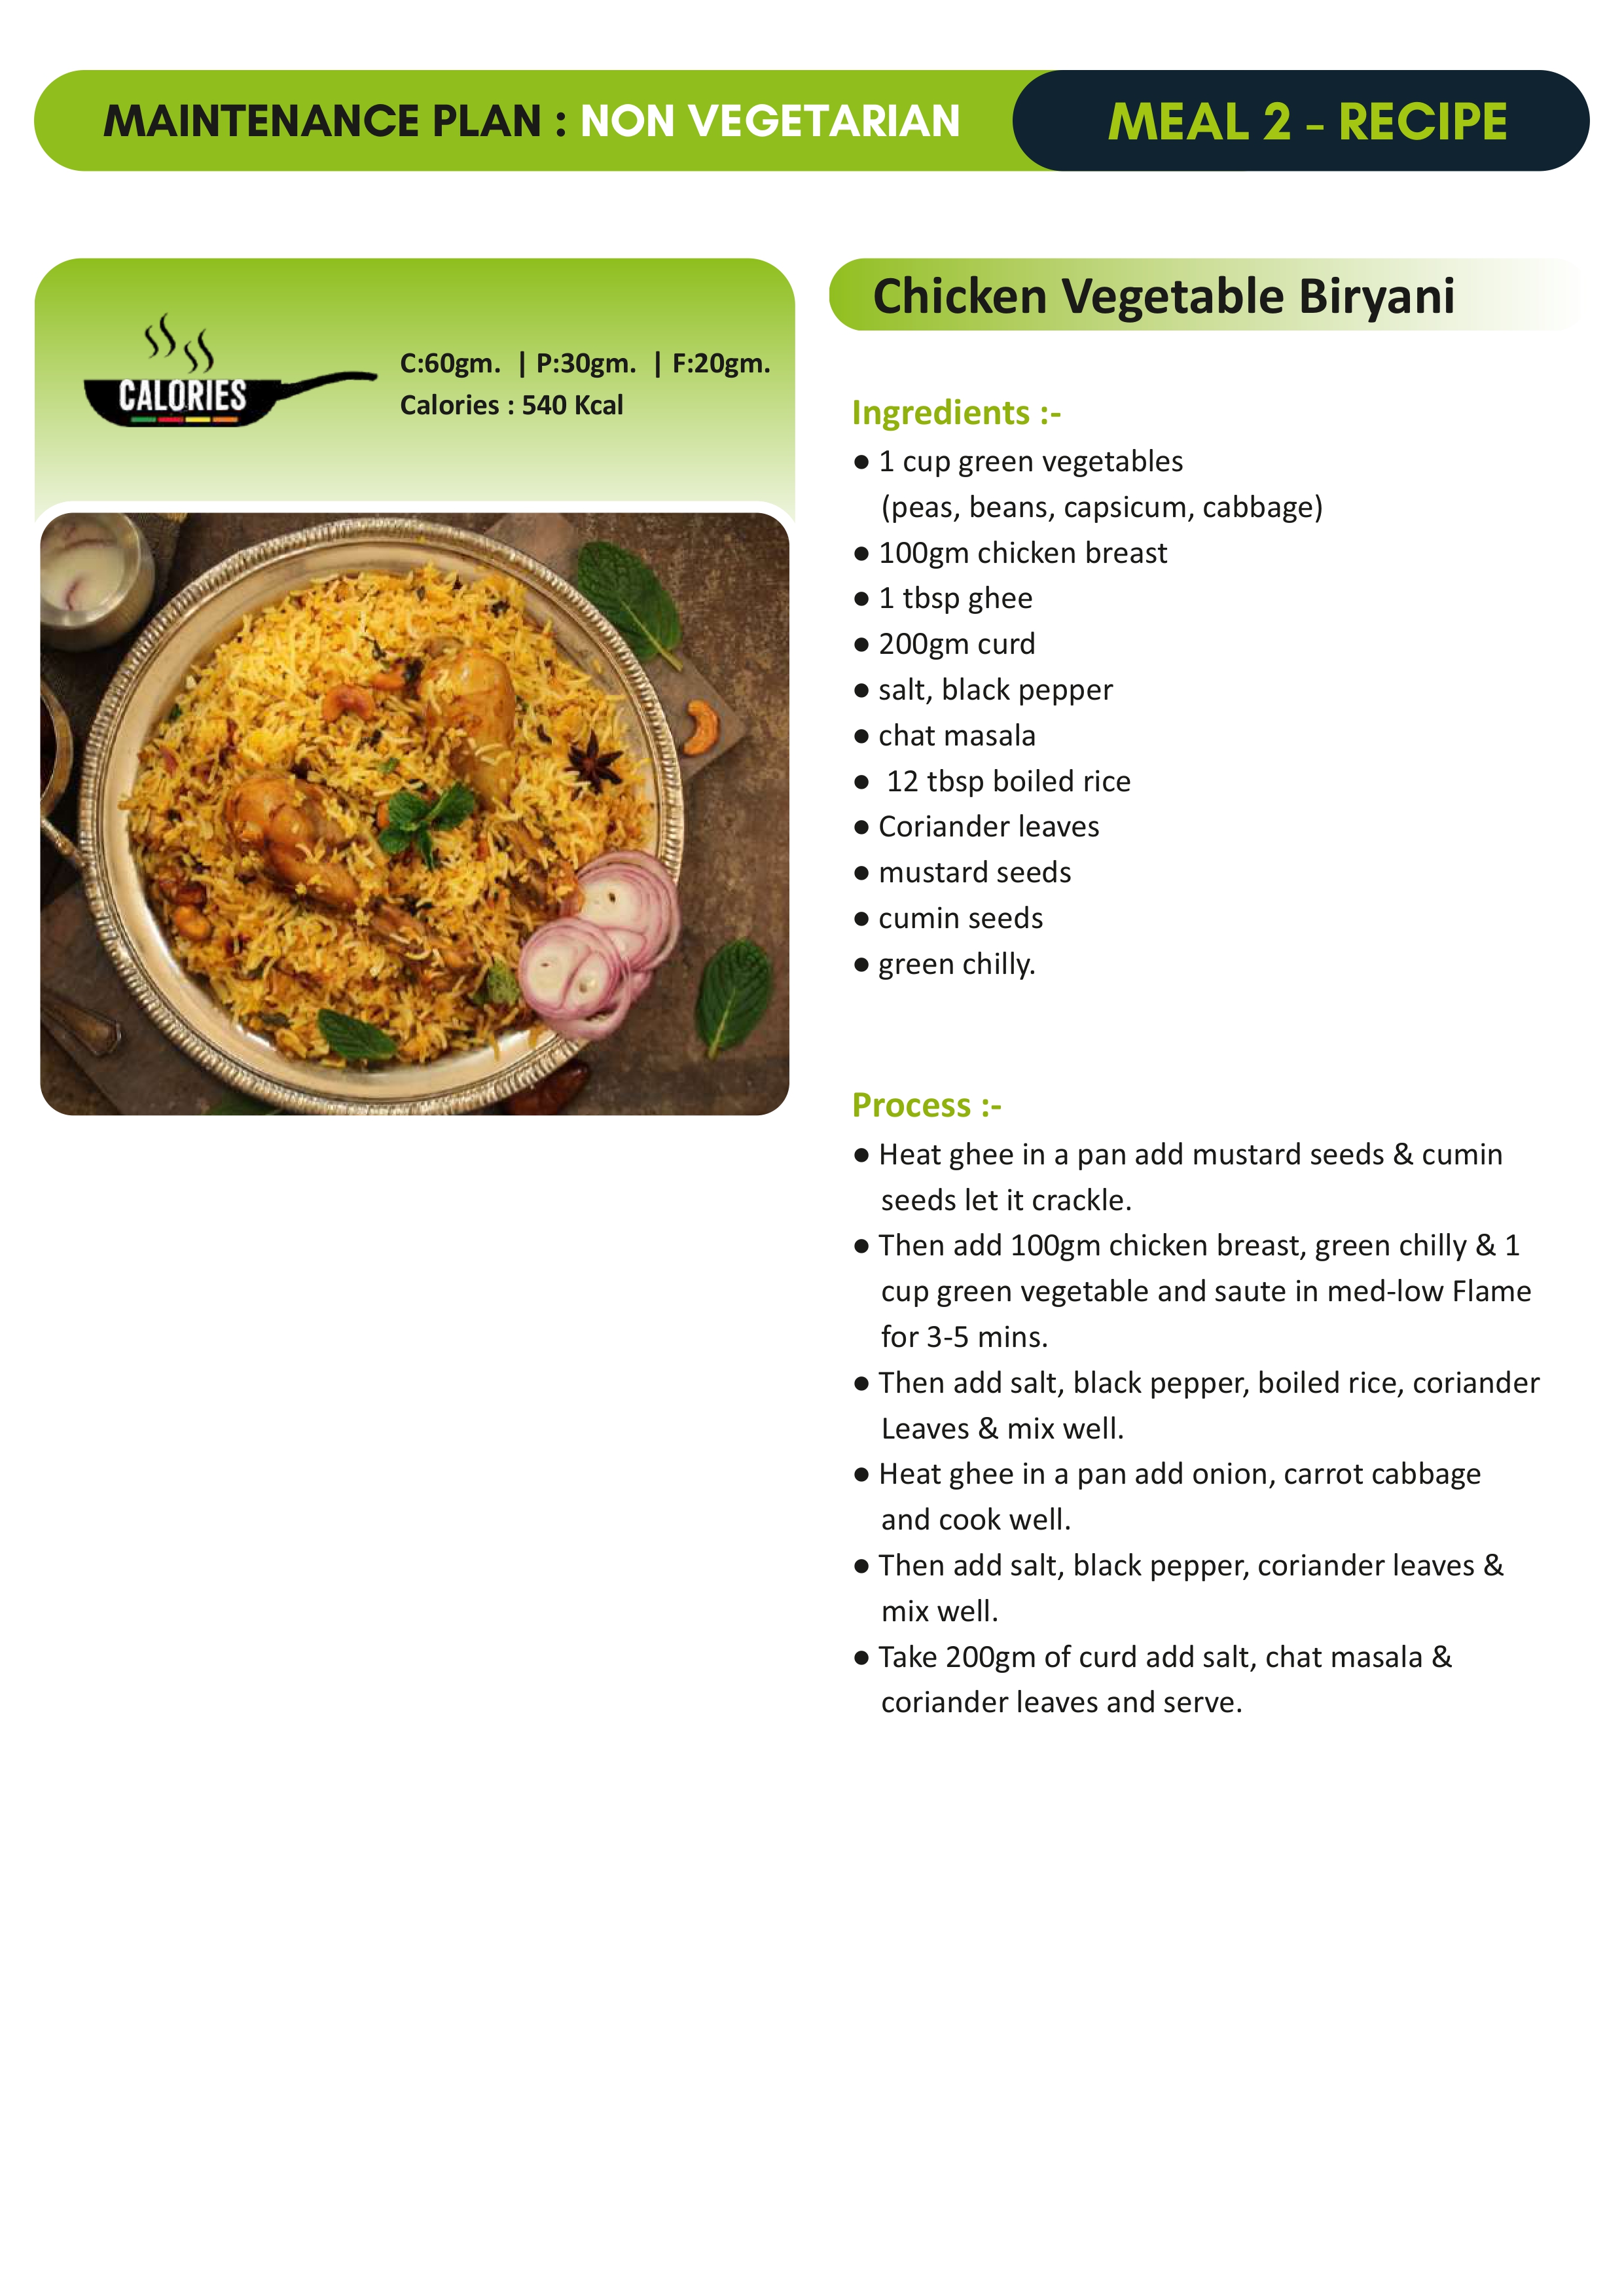 MAINTENANCE PLAN : NON VEGETARIAN
MEAL 2 - RECIPE
CALORIES
C:60gm. | P:30gm. | F:20gm.
Calories : 540 Kcal
Chicken Vegetable Biryani
Ingredients :-
● 1 cup green vegetables
(peas, beans, capsicum, cabbage)
● 100gm chicken breast
● 1 tbsp ghee
● 200gm curd
● salt, black pepper
● chat masala
● 12 tbsp boiled rice
● Coriander leaves
● mustard seeds
● cumin seeds
● green chilly.
Process :-
● Heat ghee in a pan add mustard seeds & cumin
seeds let it crackle.
● Then add 100gm chicken breast, green chilly & 1
cup green vegetable and saute in med-low Flame
for 3-5 mins.
● Then add salt, black pepper, boiled rice, coriander
Leaves & mix well.
● Heat ghee in a pan add onion, carrot cabbage
and cook well.
● Then add salt, black pepper, coriander leaves &
mix well.
● Take 200gm of curd add salt, chat masala &
coriander leaves and serve.